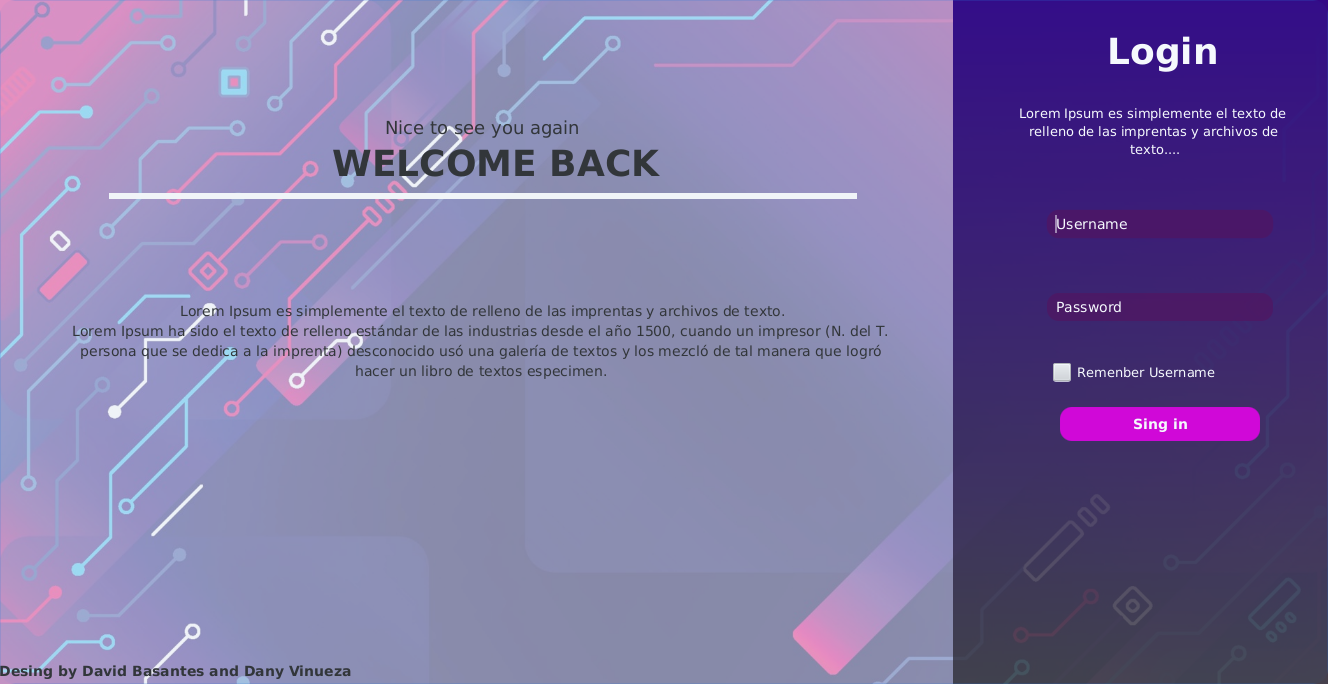 Nice to see you again
WELCOME BACK
Lorem Ipsum es simplemente el texto de relleno de las imprentas y archivos de texto.
Lorem Ipsum ha sido el texto de relleno estándar de las industrias desde el año 1500, cuando un impresor (N. del T.
persona que se dedica a la imprenta) desconocido usó una galería de textos y los mezcló de tal manera que logró
hacer un libro de textos especimen.
Desing by David Basantes and Dany Vinueza
Login
Lorem Ipsum es simplemente el texto de
relleno de las imprentas y archivos de
texto....
Username
Password
Remenber Username
Sing in